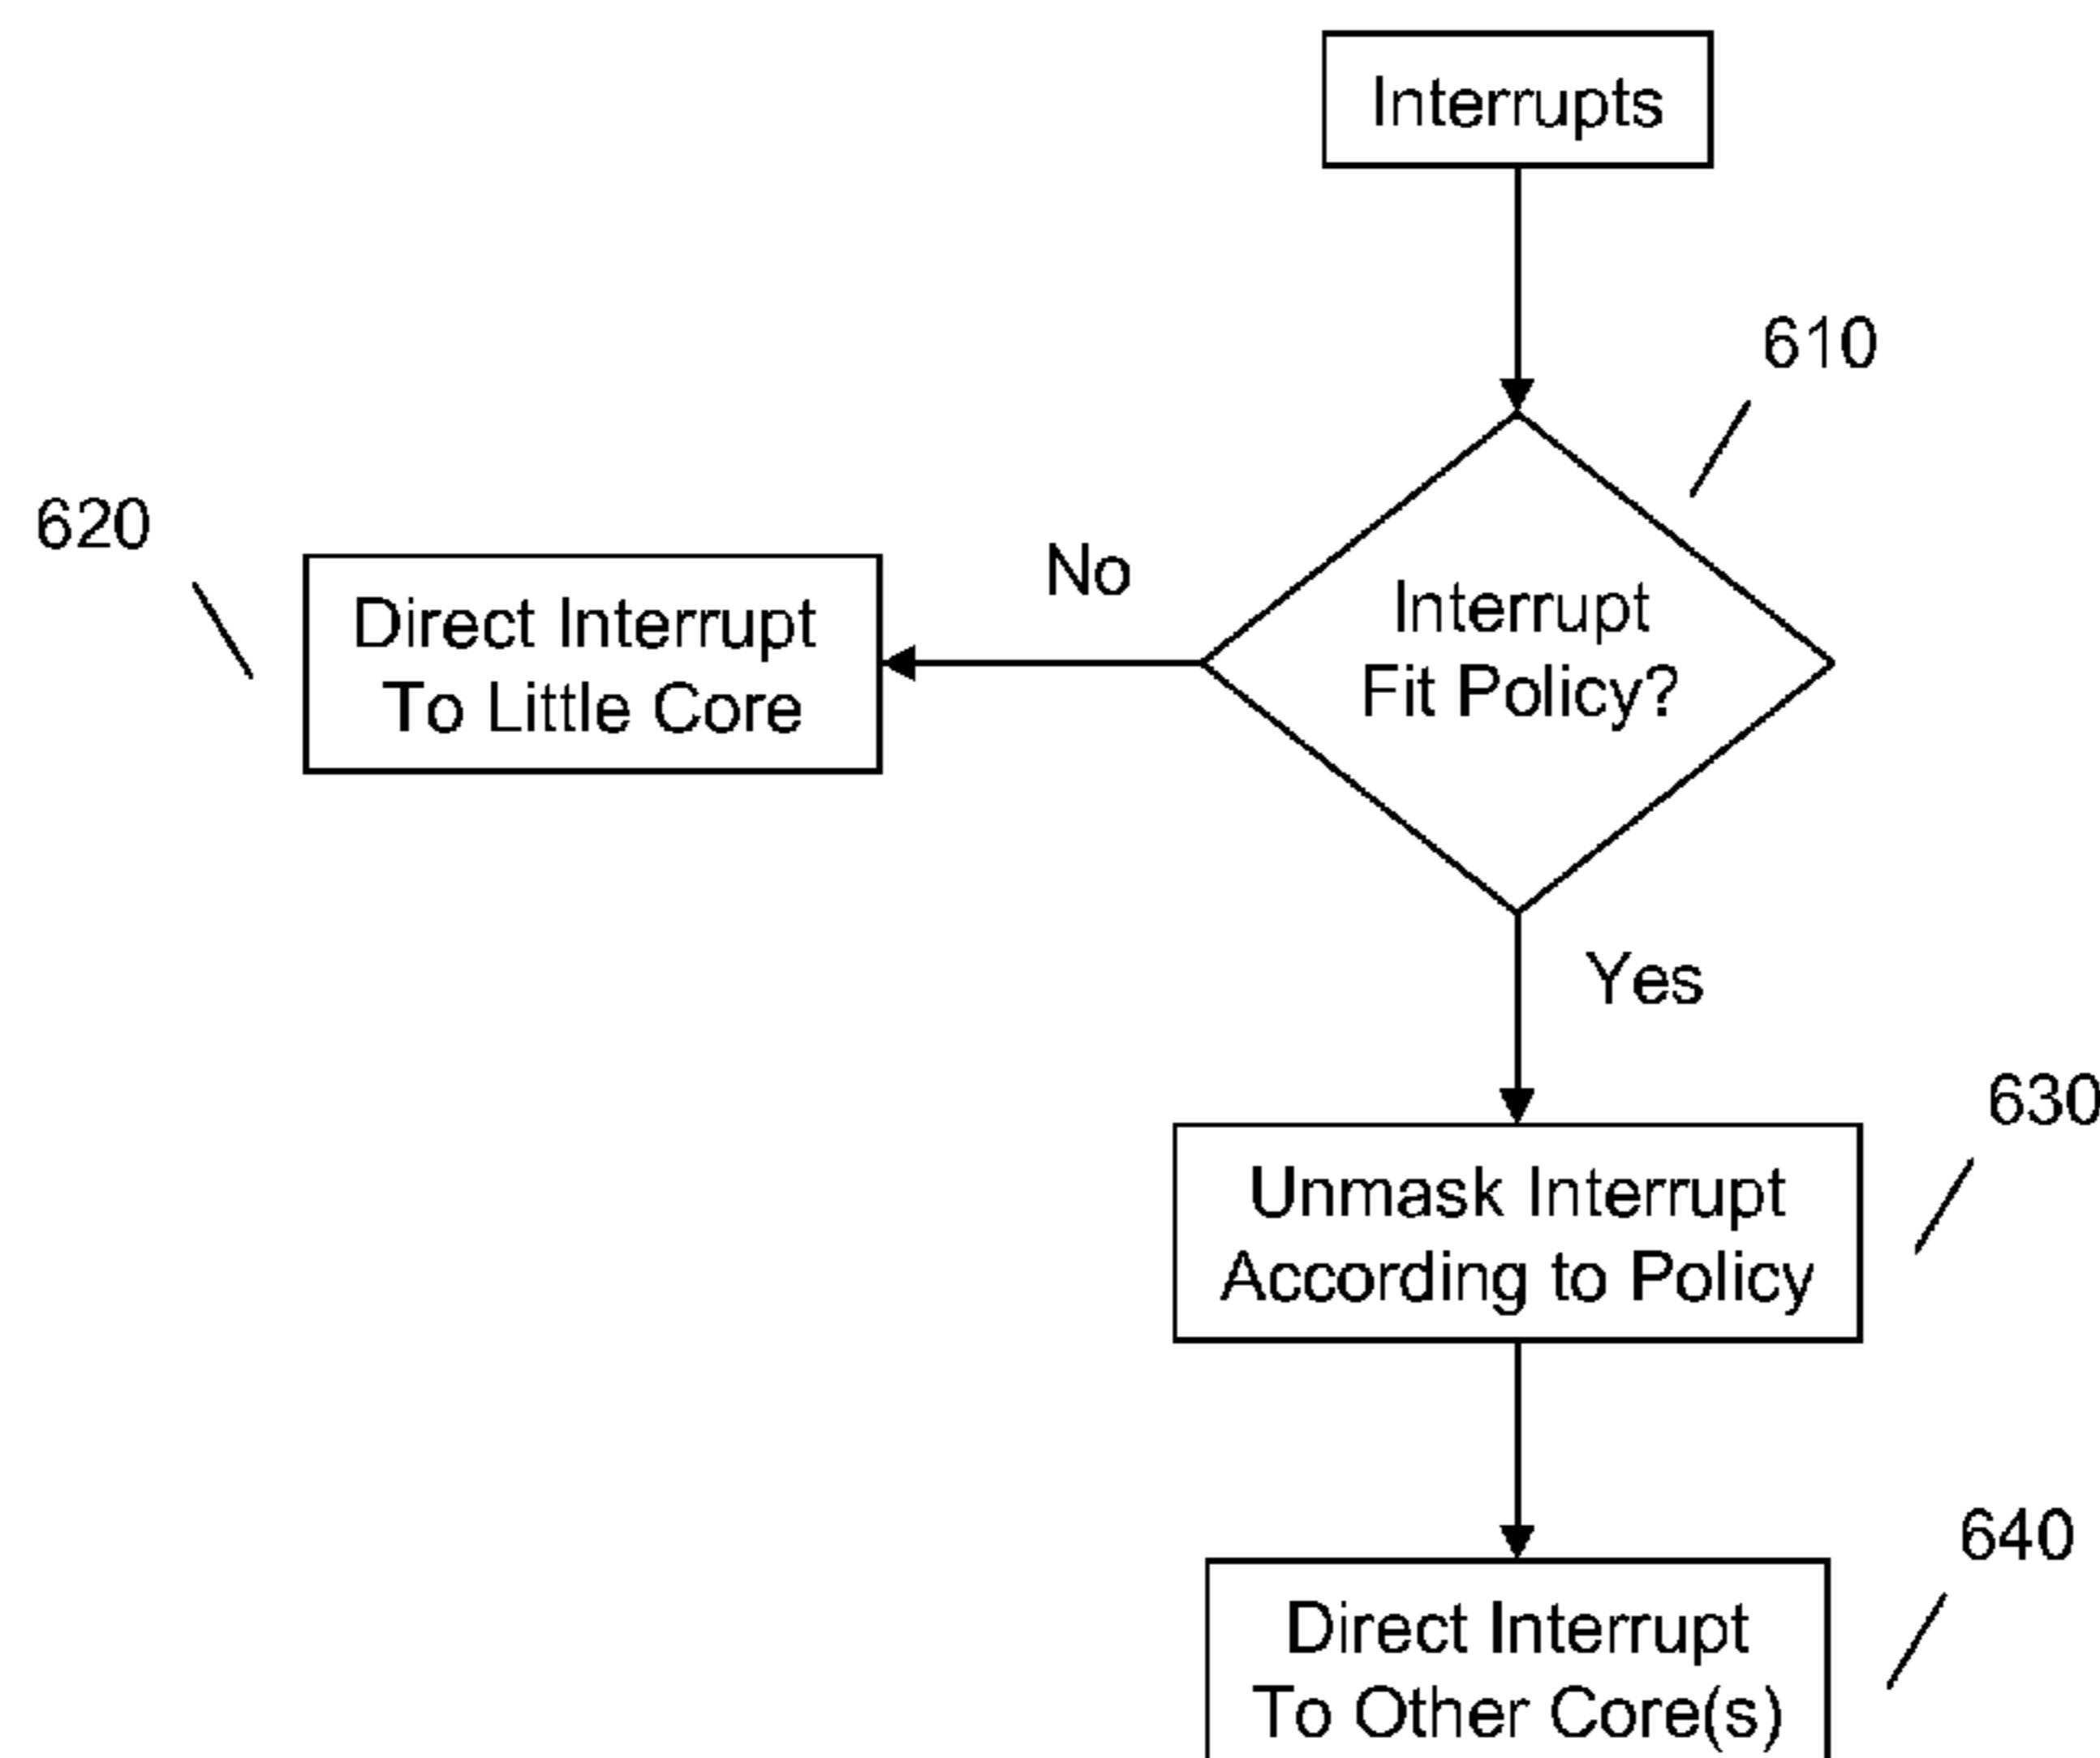 Interrupts
610
Interrupt
Fit Policy?
No
620
Direct Interrupt
To Little Core
Yes
630
Unmask Interrupt
According to Policy
640
Direct Interrupt
To Other Core(s)